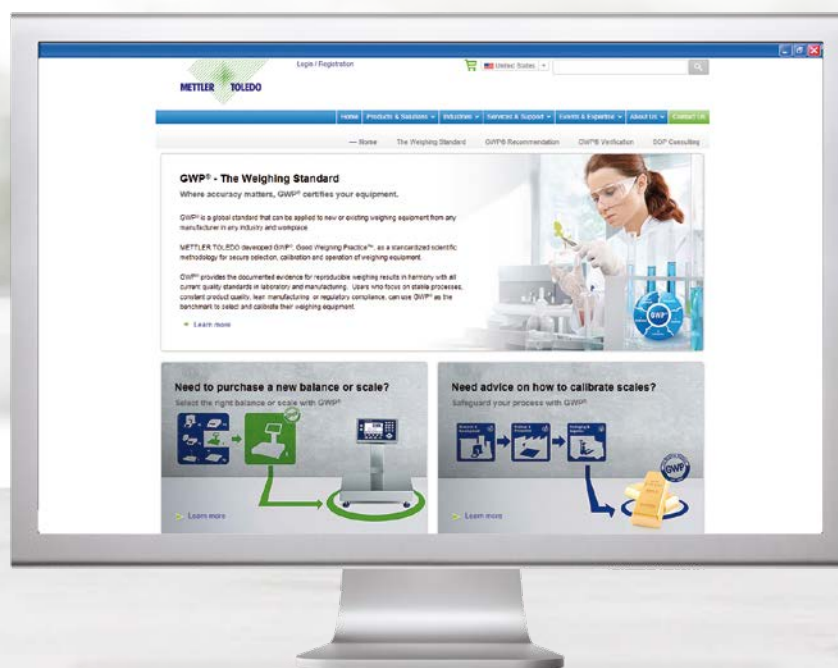 Login / Registration
United States
METTLER TOLEDO
Home Products & Solutions Industries Services & Support Events & Expertise About Us Contact Us
Home The Weighing Standard GWP® Recommendation GWP® Verification DOP Consulting
GWP® - The Weighing Standard
Where accuracy matters, GWP® certifies your equipment.
GWP® is a global standard that can be applied to new or existing weighing equipment from any
manufacturer in any industry and workplace.
METTLER TOLEDO developed GWP®, Good Weighing Practice™, as a standardized scientific
methodology for secure selection, calibration and operation of weighing equipment.
GWP® provides the documented evidence for reproducible weighing results in harmony with all
current quality standards in laboratory and manufacturing. Users who focus on stable processes,
constant product quality, lean manufacturing or regulatory compliance, can use GWP® as the
benchmark to select and calibrate their weighing equipment.
Learn more
GWP®
Need to purchase a new balance or scale?
Select the right balance or scale with GWP®
Learn more
Need advice on how to calibrate scales?
Safeguard your process with GWP®
GWP
Learn more